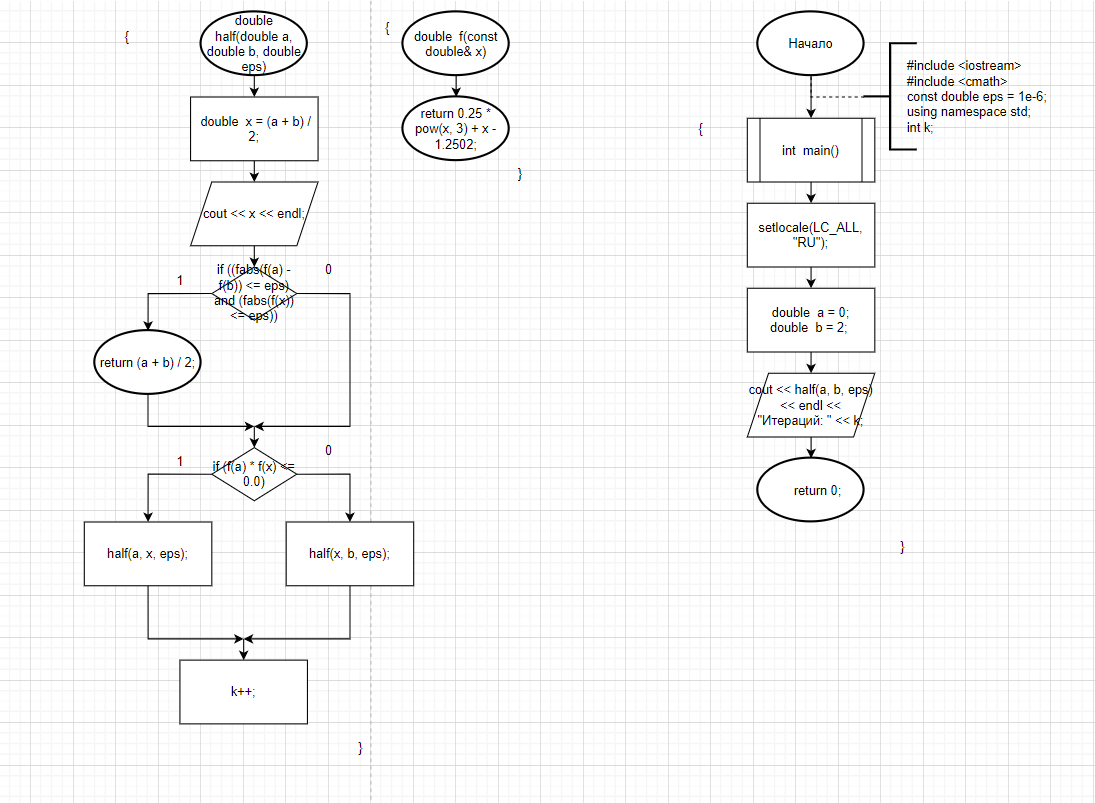 {
double
half(double a,
double b, double
eps)
double x = (a + b) /
2;
cout << x << endl;
if ((fabs(f(a) -
f(b)) <= eps)
and (fabs(f(x))
<= eps))
1
0
return (a + b) / 2;
if (f(a) * f(x) <=
0.0)
1
0
half(a, x, eps);
half(x, b, eps);
k++;
}
{
double f(const
double& x)
return 0.25 *
pow(x, 3) + x -
1.2502;
}
Начало
#include <iostream>
#include <cmath>
const double eps = 1e-6;
using namespace std;
int k;
{
int main()
setlocale(LC_ALL,
"RU");
double a = 0;
double b = 2;
cout << half(a, b, eps)
<< endl <<
"Итераций: " << k;
return 0;
}